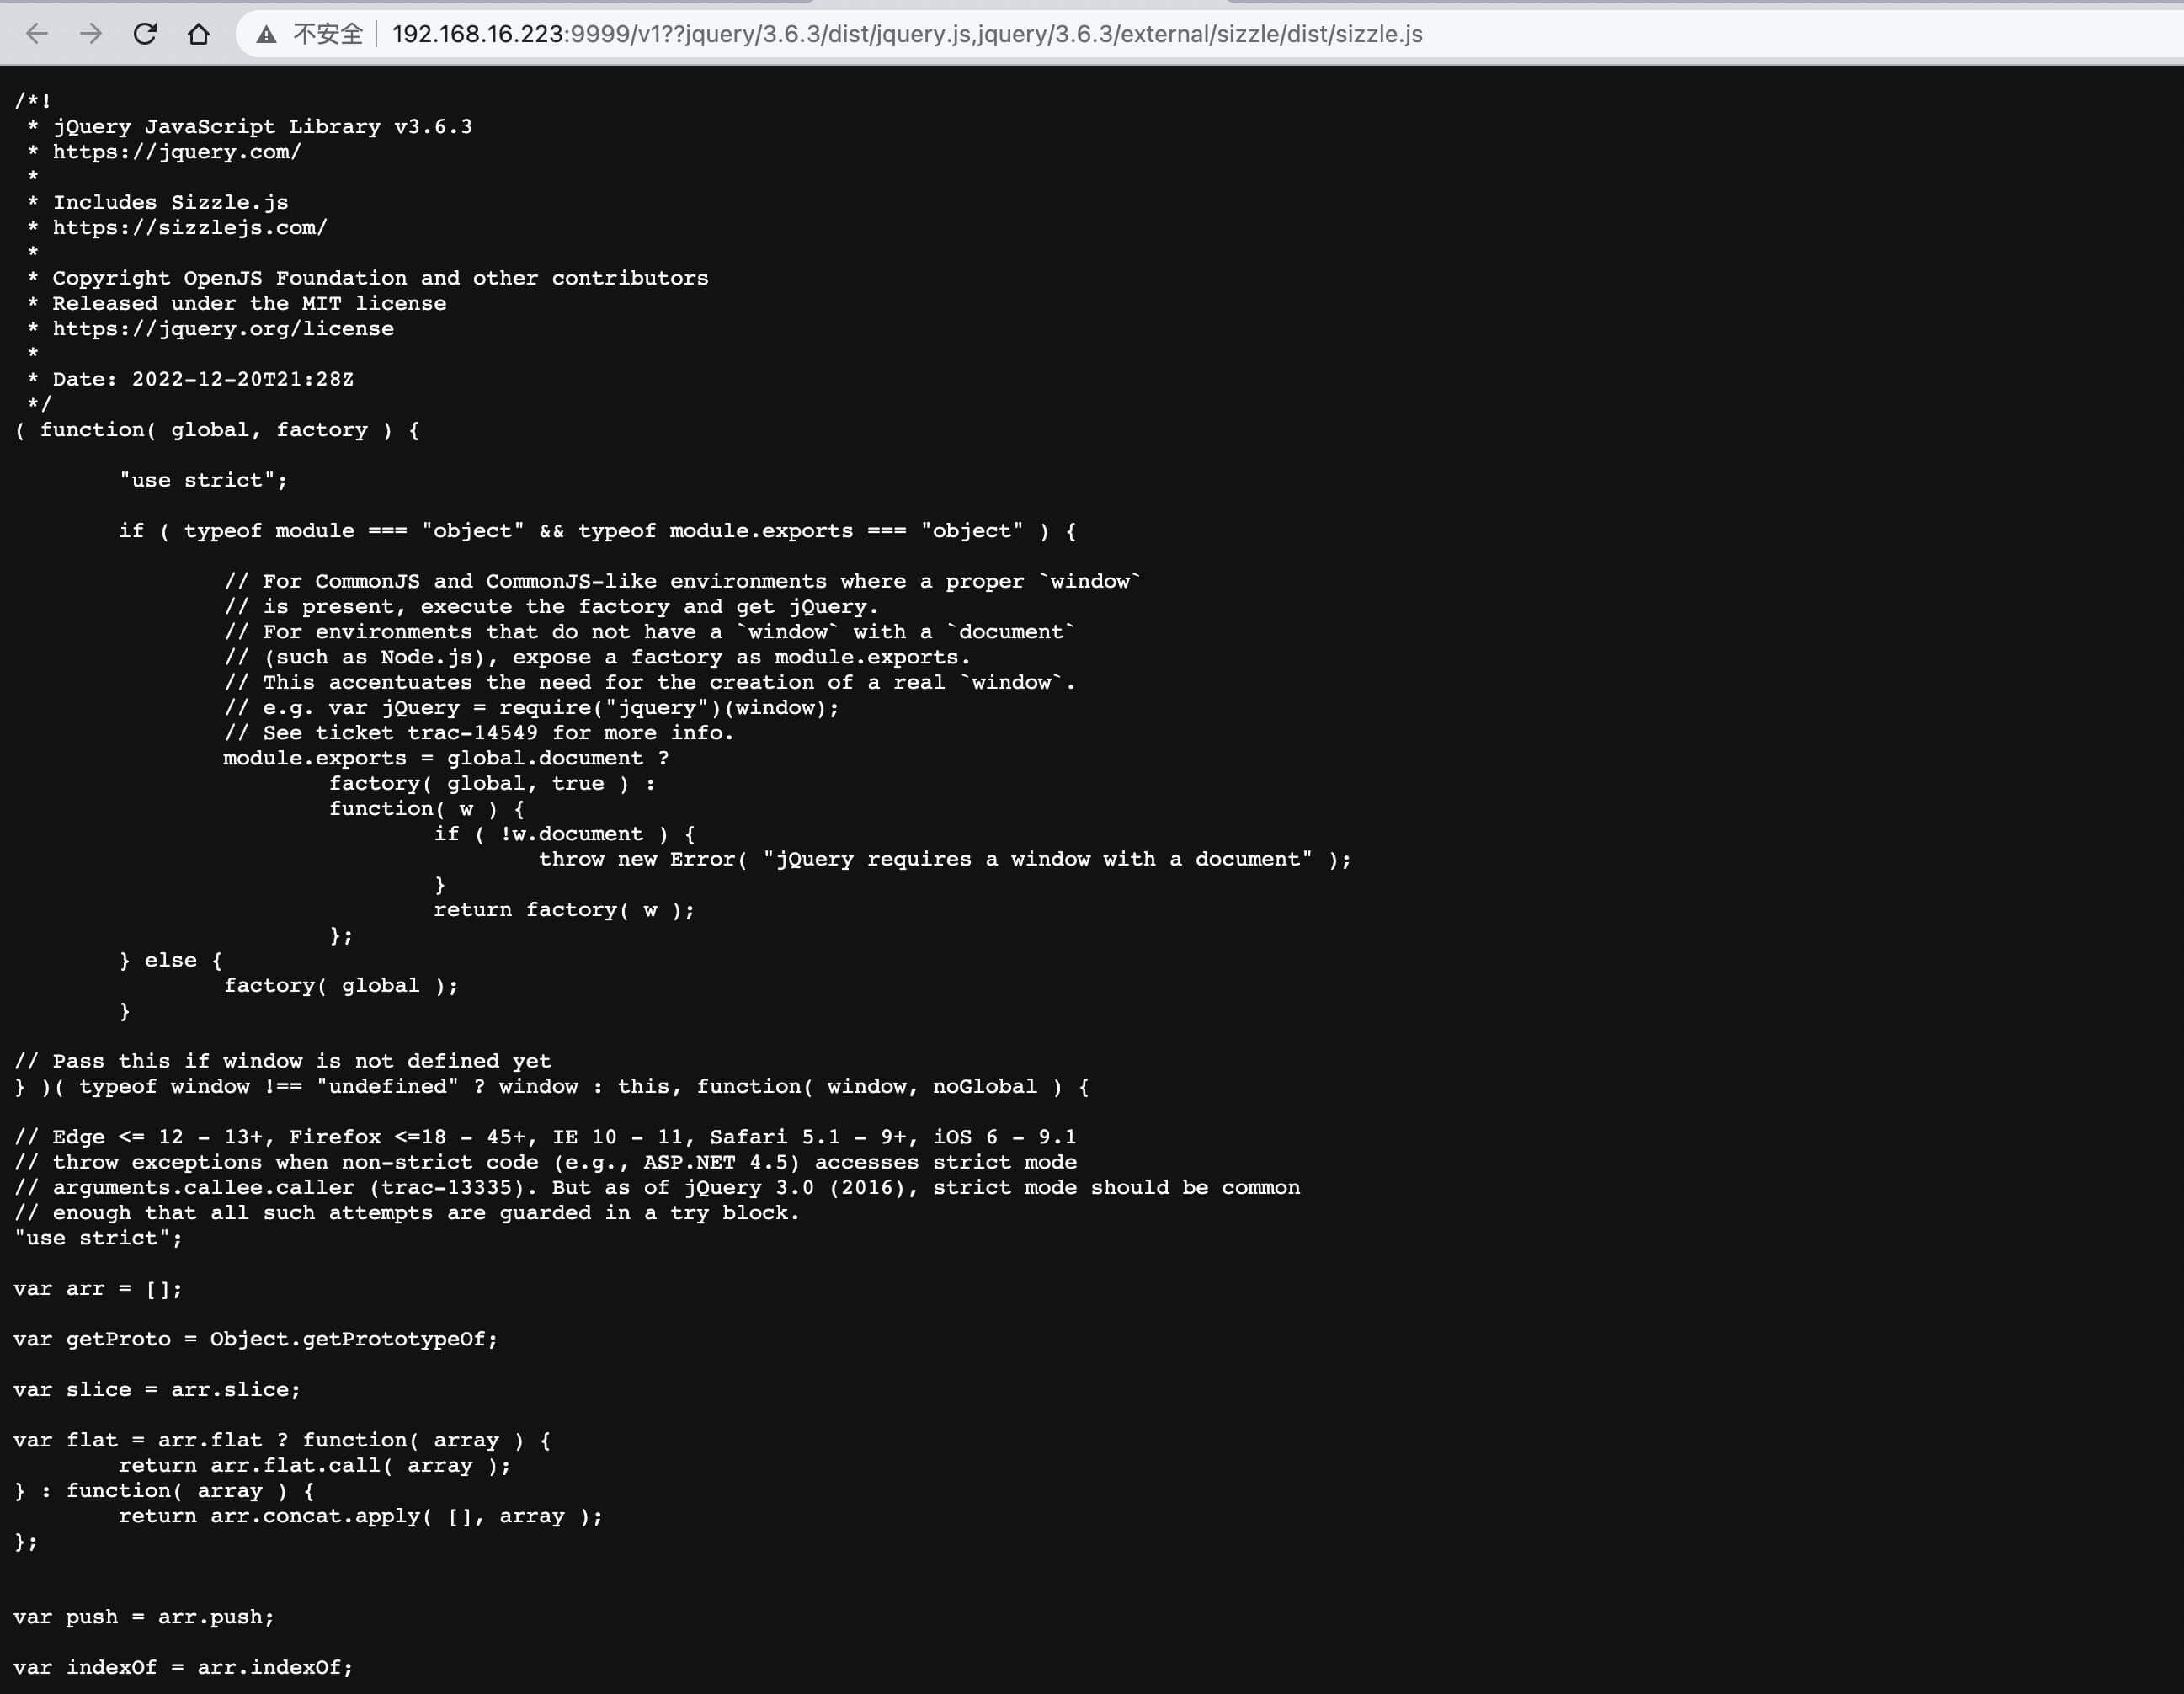 不安全 192.168.16.223:9999/v1??jquery/3.6.3/dist/jquery.js,jquery/3.6.3/external/sizzle/dist/sizzle.js
/*!
 * jQuery JavaScript Library v3.6.3
 * https://jquery.com/
 *
 * Includes Sizzle.js
 * https://sizzlejs.com/
 *
 * Copyright OpenJS Foundation and other contributors
 * Released under the MIT license
 * https://jquery.org/license
 *
 * Date: 2022-12-20T21:28Z
 */
( function( global, factory ) {

	"use strict";

	if ( typeof module === "object" && typeof module.exports === "object" ) {

		// For CommonJS and CommonJS-like environments where a proper `window`
		// is present, execute the factory and get jQuery.
		// For environments that do not have a `window` with a `document`
		// (such as Node.js), expose a factory as module.exports.
		// This accentuates the need for the creation of a real `window`.
		// e.g. var jQuery = require("jquery")(window);
		// See ticket trac-14549 for more info.
		module.exports = global.document ?
			factory( global, true ) :
			function( w ) {
				if ( !w.document ) {
					throw new Error( "jQuery requires a window with a document" );
				}
				return factory( w );
			};
	} else {
		factory( global );
	}

// Pass this if window is not defined yet
} )( typeof window !== "undefined" ? window : this, function( window, noGlobal ) {

// Edge <= 12 - 13+, Firefox <=18 - 45+, IE 10 - 11, Safari 5.1 - 9+, iOS 6 - 9.1
// throw exceptions when non-strict code (e.g., ASP.NET 4.5) accesses strict mode
// arguments.callee.caller (trac-13335). But as of jQuery 3.0 (2016), strict mode should be common
// enough that all such attempts are guarded in a try block.
"use strict";

var arr = [];

var getProto = Object.getPrototypeOf;

var slice = arr.slice;

var flat = arr.flat ? function( array ) {
	return arr.flat.call( array );
} : function( array ) {
	return arr.concat.apply( [], array );
};


var push = arr.push;

var indexOf = arr.indexOf;